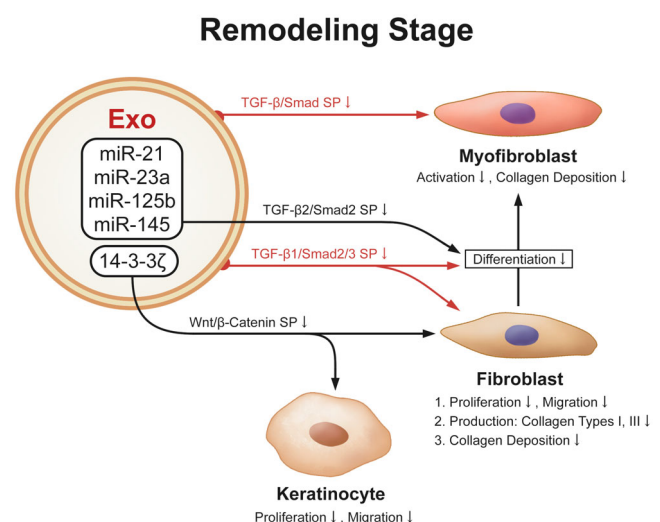 Remodeling Stage
Exo
miR-21
miR-23a
miR-125b
miR-145
14-3-3ζ
TGF-β/Smad SP ↓
Myofibroblast
Activation ↓, Collagen Deposition ↓
TGF-β2/Smad2 SP ↓
TGF-β1/Smad2/3 SP ↓
Differentiation ↓
Wnt/β-Catenin SP ↓
Fibroblast
1. Proliferation ↓, Migration ↓
2. Production: Collagen Types I, III ↓
3. Collagen Deposition ↓
Keratinocyte
Proliferation ↓, Migration ↓